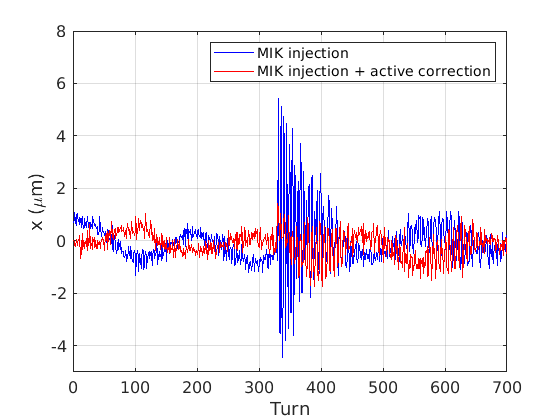 8
6
4
2
0
-2
-4
x (μm)
MIK injection
MIK injection + active correction
0 100 200 300 400 500 600 700
Turn